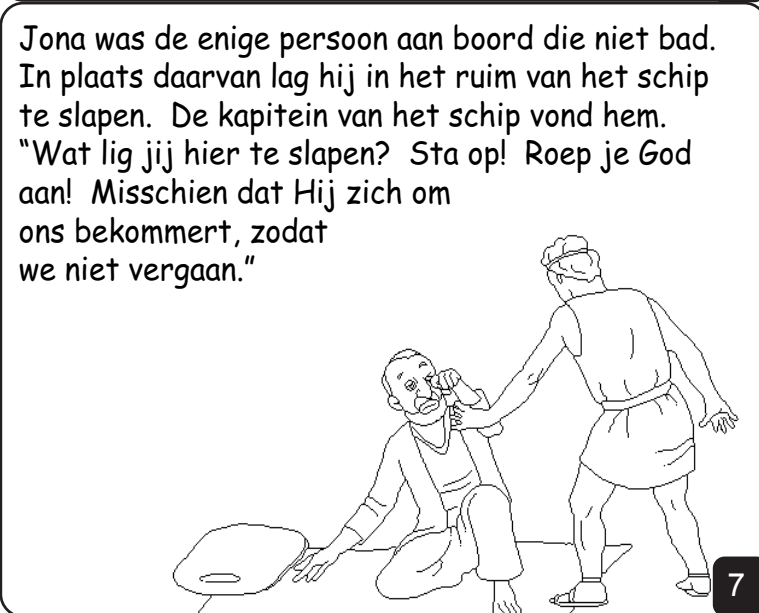 Jona was de enige persoon aan boord die niet bad.
In plaats daarvan lag hij in het ruim van het schip
te slapen.  De kapitein van het schip vond hem.
“Wat lig jij hier te slapen?  Sta op!  Roep je God
aan!  Misschien dat Hij zich om
ons bekommert, zodat
we niet vergaan.”
7